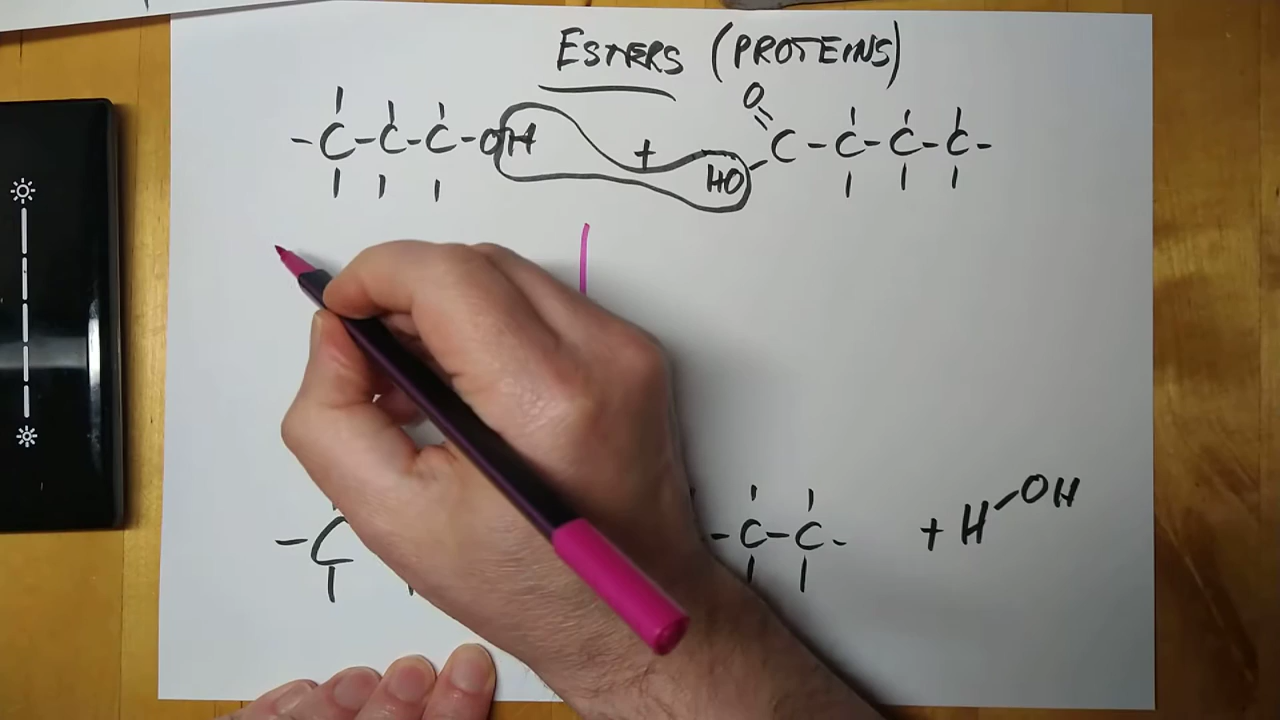 ESTERS (PROTEINS)
O
-C-C-C-OH + HO-C-C-C-C-
-C -C-C- + H-OH